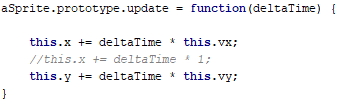 aSprite.prototype.update = function(deltaTime) {
this.x += deltaTime * this.vx;
//this.x += deltaTime * 1;
this.y += deltaTime * this.vy;
}